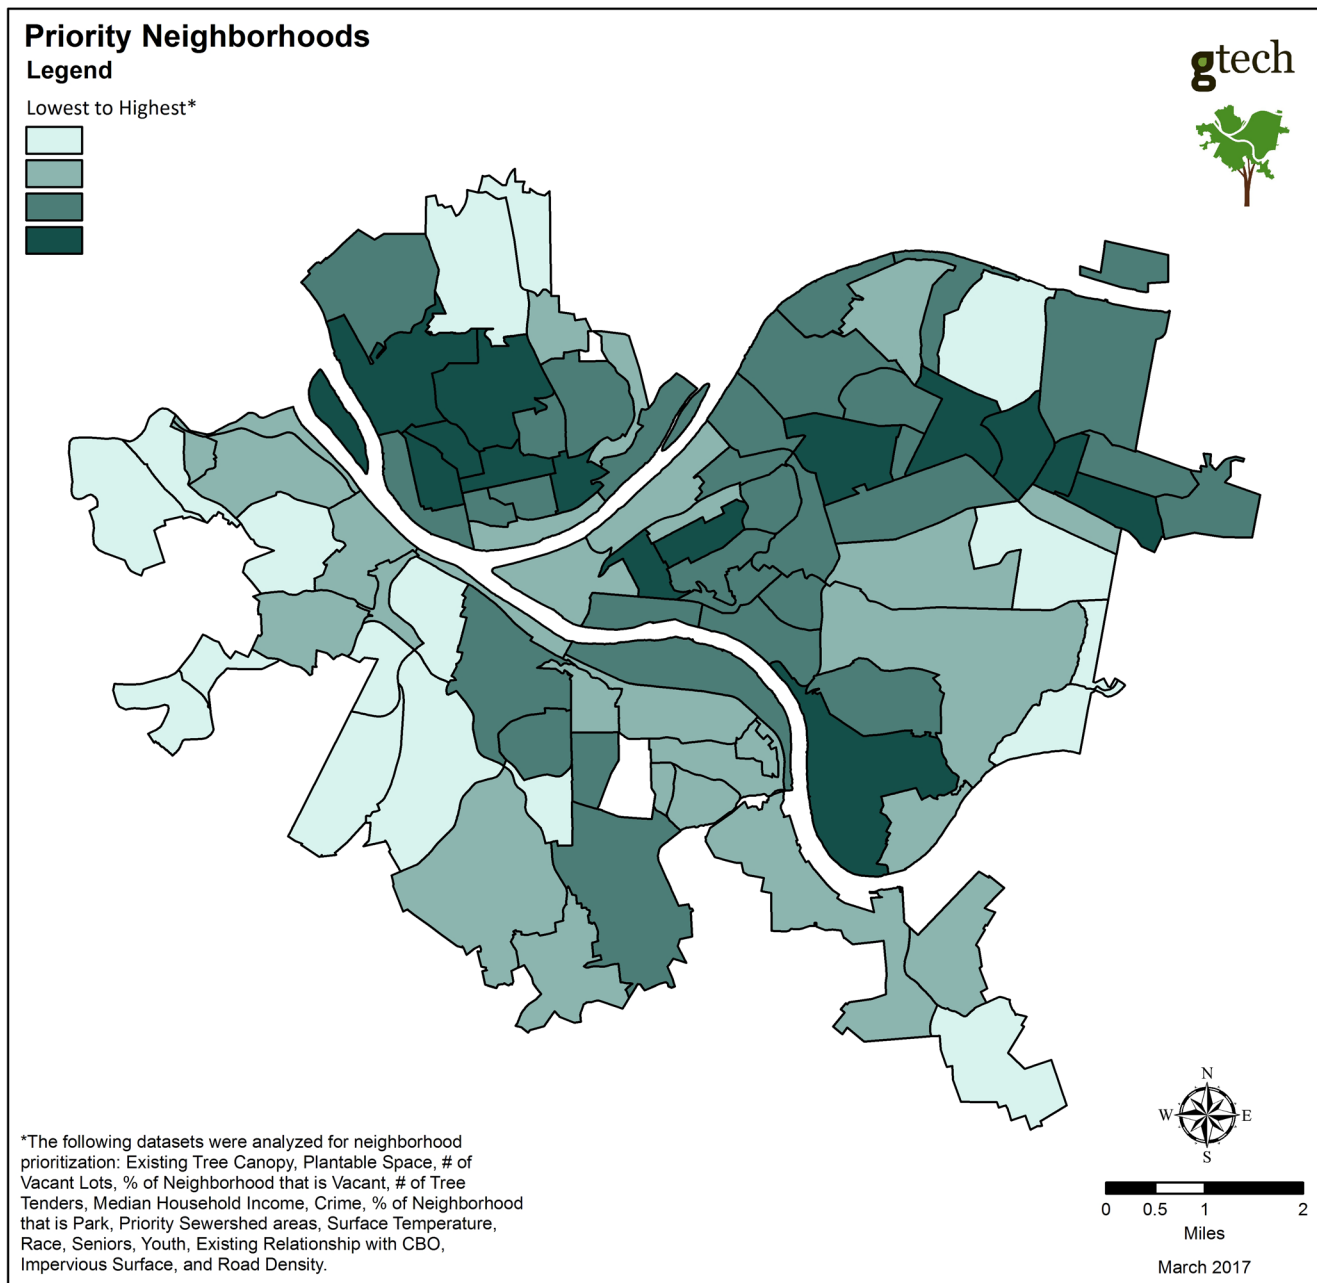 Priority Neighborhoods
Legend
Lowest to Highest*
gtech
N
W
E
S
0 0.5 1 2
Miles
March 2017
*The following datasets were analyzed for neighborhood
prioritization: Existing Tree Canopy, Plantable Space, # of
Vacant Lots, % of Neighborhood that is Vacant, # of Tree
Tenders, Median Household Income, Crime, % of Neighborhood
that is Park, Priority Sewershed areas, Surface Temperature,
Race, Seniors, Youth, Existing Relationship with CBO,
Impervious Surface, and Road Density.